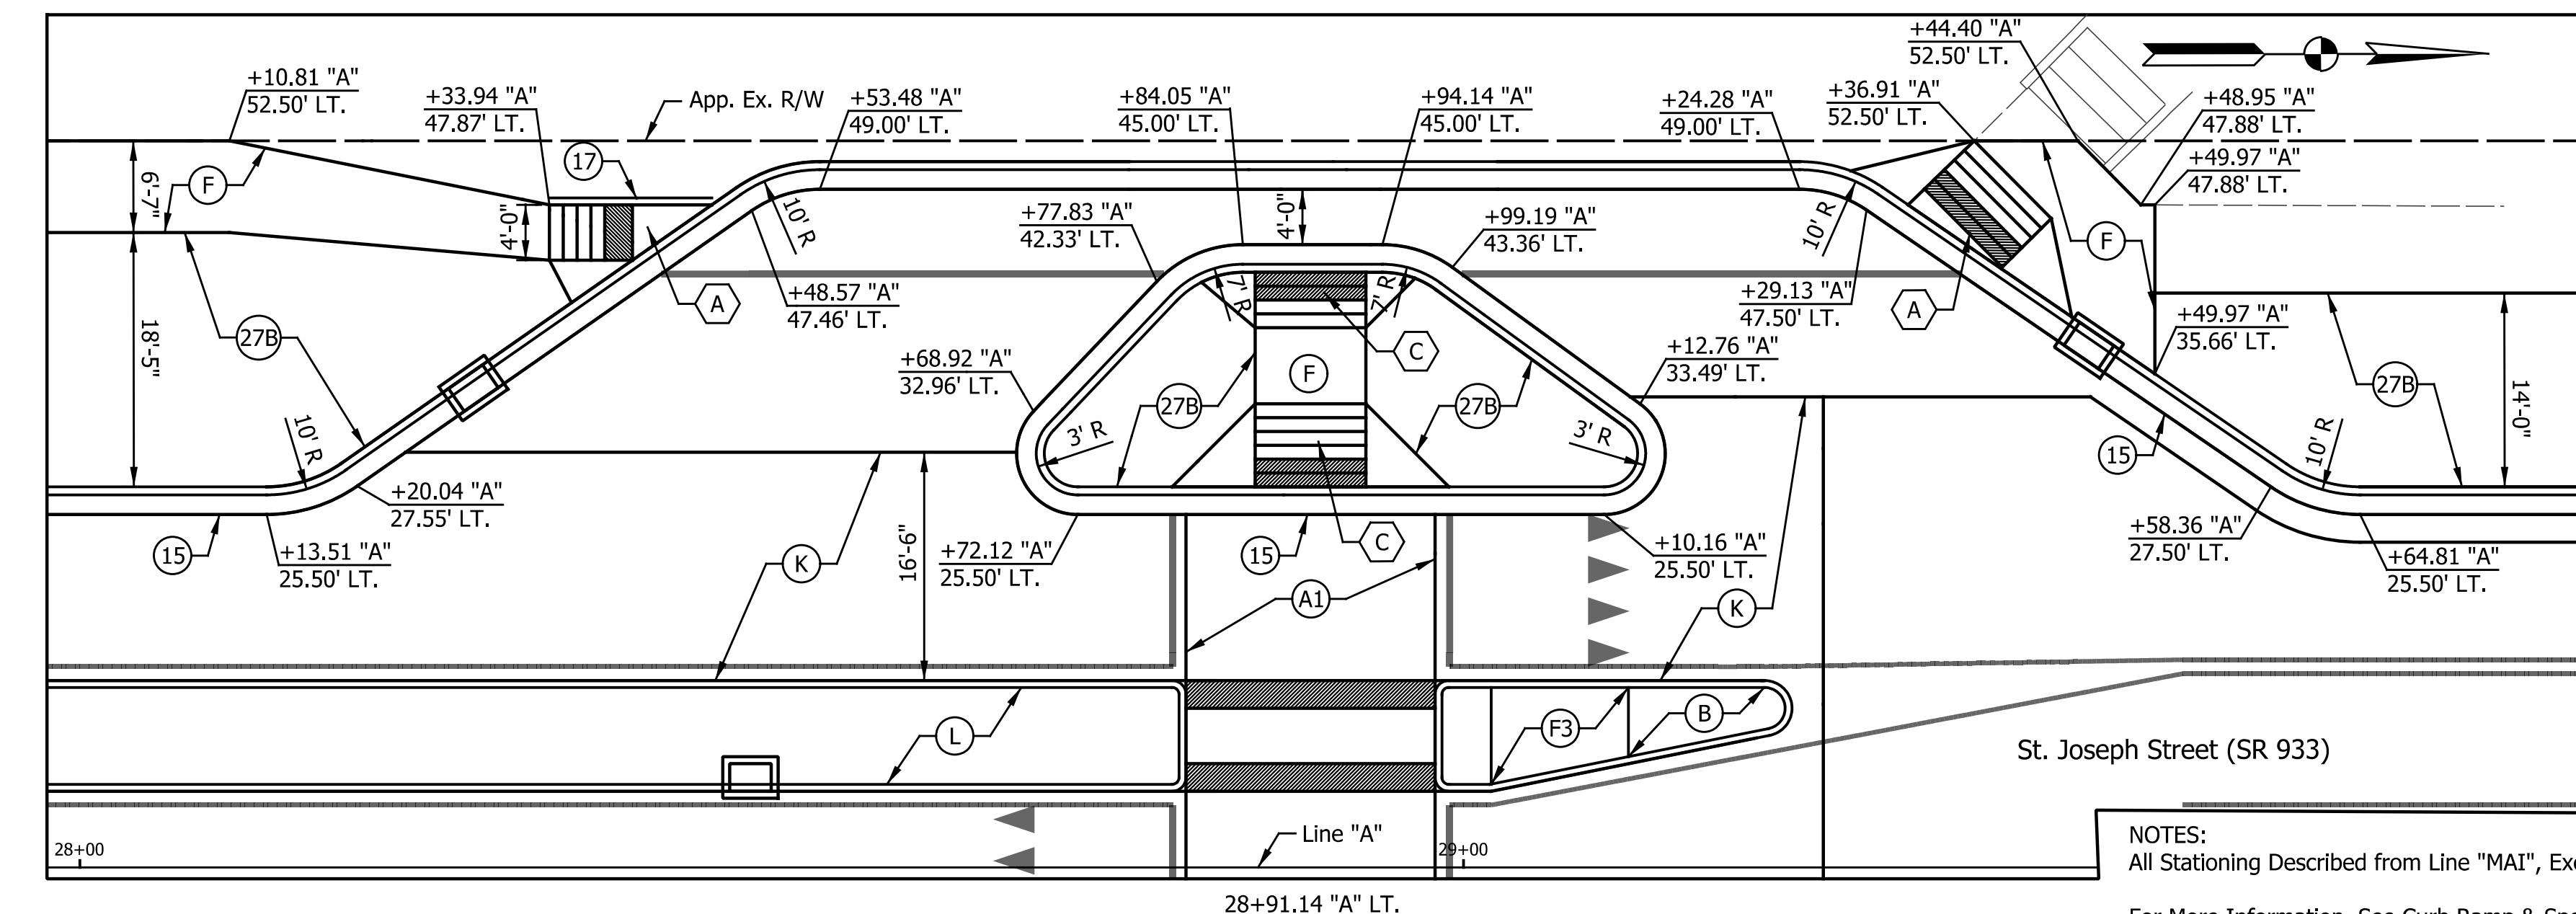 +44.40 "A"
52.50' LT.
+10.81 "A"
52.50' LT.
+33.94 "A"
47.87' LT.
App. Ex. R/W
+53.48 "A"
49.00' LT.
+84.05 "A"
45.00' LT.
+94.14 "A"
45.00' LT.
+24.28 "A"
49.00' LT.
+36.91 "A"
52.50' LT.
+48.95 "A"
47.88' LT.
17
+49.97 "A"
47.88' LT.
6'-7"
F
4'-0"
10' R
+77.83 "A"
42.33' LT.
4'-0"
+99.19 "A"
43.36' LT.
10' R
F
A
+48.57 "A"
47.46' LT.
7' R
7' R
+29.13 "A"
47.50' LT.
A
+49.97 "A"
35.66' LT.
18'-5"
27B
+68.92 "A"
32.96' LT.
C
F
+12.76 "A"
33.49' LT.
27B
14'-0"
27B
27B
10' R
3' R
3' R
15
10' R
+20.04 "A"
27.55' LT.
15
+13.51 "A"
25.50' LT.
K
16'-6"
+72.12 "A"
25.50' LT.
15
C
+10.16 "A"
25.50' LT.
+58.36 "A"
27.50' LT.
+64.81 "A"
25.50' LT.
A1
K
L
F3
B
St. Joseph Street (SR 933)
28+00
Line "A"
29+00
NOTES:
All Stationing Described from Line "MAI",
28+91.14 "A" LT.
For More Information, See Curb Ramp &